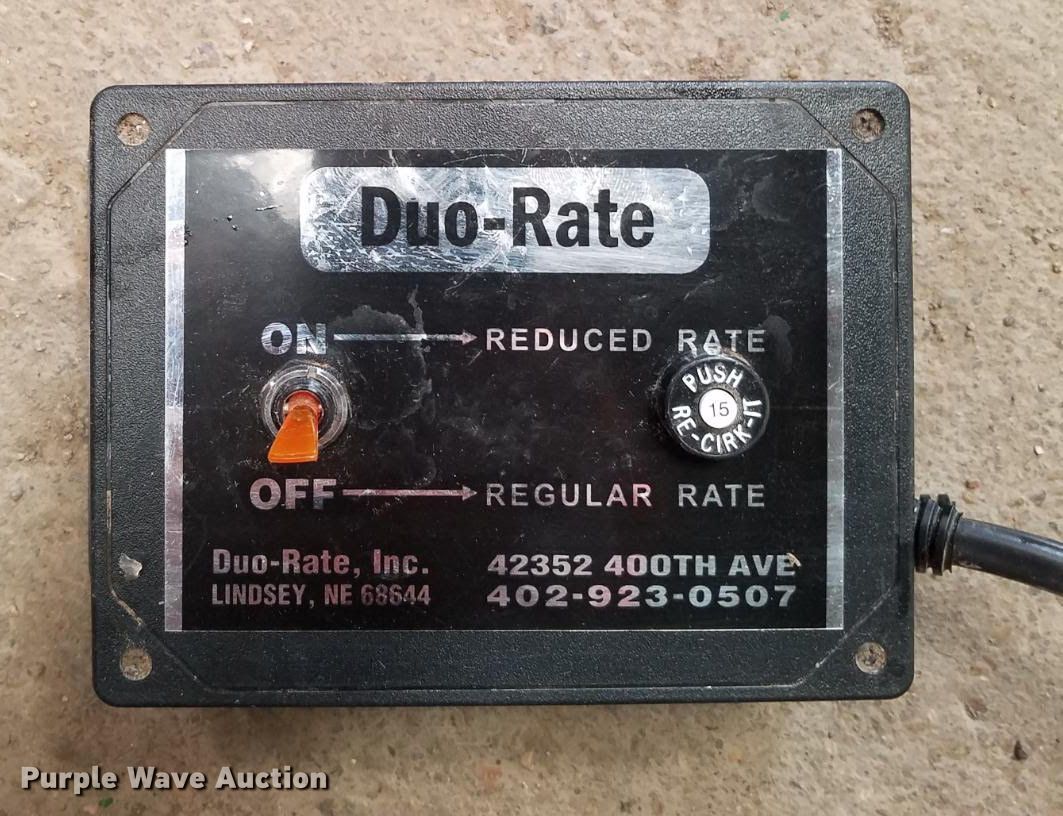 Duo-Rate
ON REDUCED RATE
PUSH
15
RE-CIRK-IT
OFF REGULAR RATE
Duo-Rate, Inc. 42352 400TH AVE
LINDSEY, NE 68644 402-923-0507
Purple Wave Auction